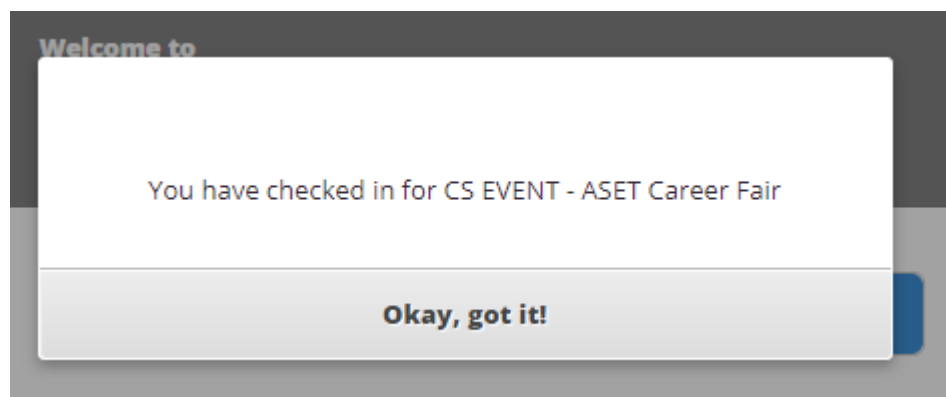 Welcome to
You have checked in for CS EVENT - ASET Career Fair
Okay, got it!